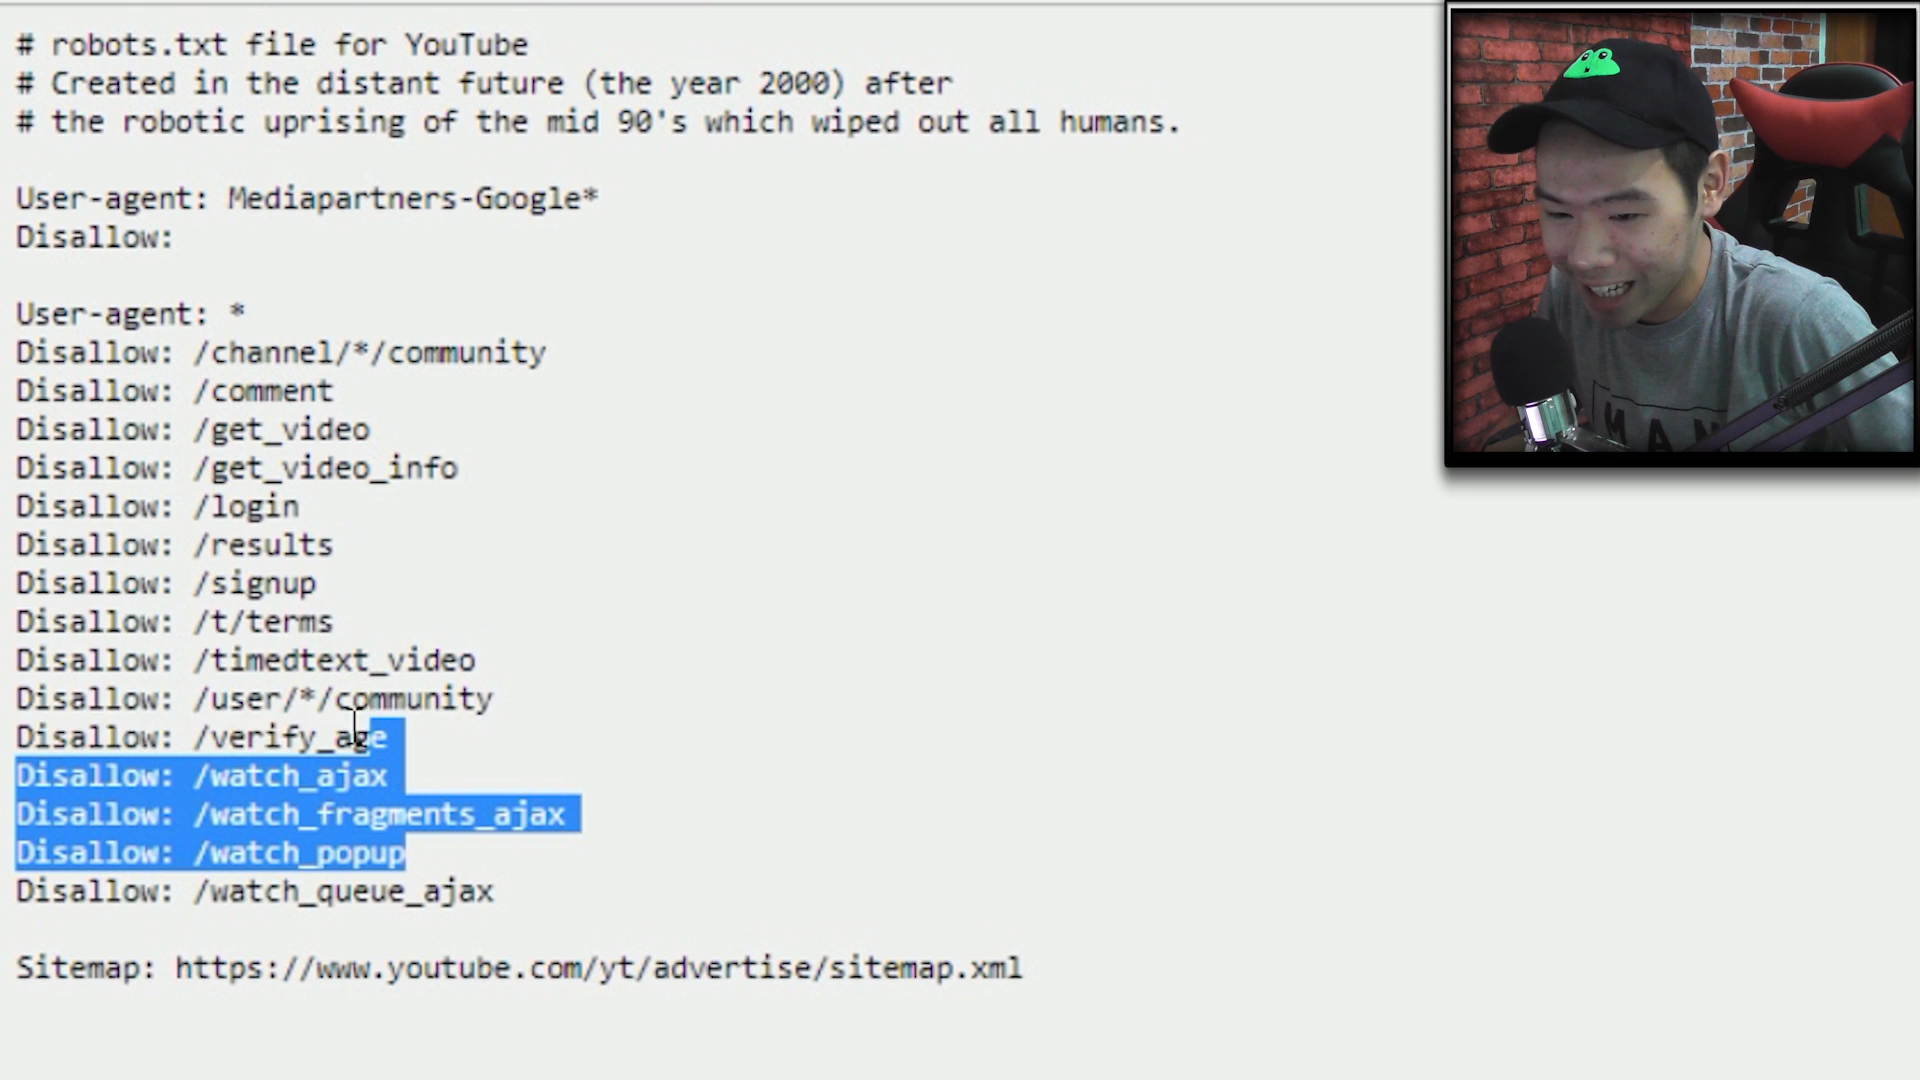 # robots.txt file for YouTube
# Created in the distant future (the year 2000) after
# the robotic uprising of the mid 90's which wiped out all humans.
User-agent: Mediapartners-Google*
Disallow:
User-agent: *
Disallow: /channel/*/community
Disallow: /comment
Disallow: /get_video
Disallow: /get_video_info
Disallow: /login
Disallow: /results
Disallow: /signup
Disallow: /t/terms
Disallow: /timedtext_video
Disallow: /user/*/community
Disallow: /verify_age
Disallow: /watch_ajax
Disallow: /watch_fragments_ajax
Disallow: /watch_popup
Disallow: /watch_queue_ajax
Sitemap: https://www.youtube.com/yt/advertise/sitemap.xml